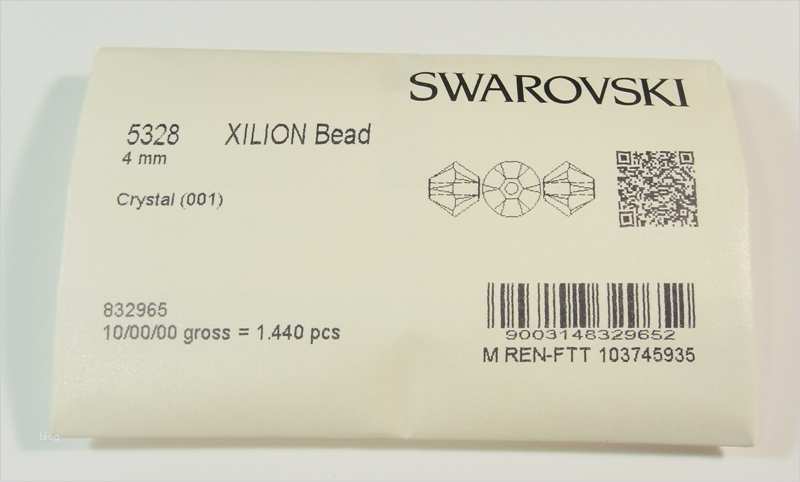 SWAROVSKI
5328 XILION Bead
4 mm
Crystal (001)
832965
10/00/00 gross = 1.440 pcs
9003148329652
M REN-FTT 103745935
blog